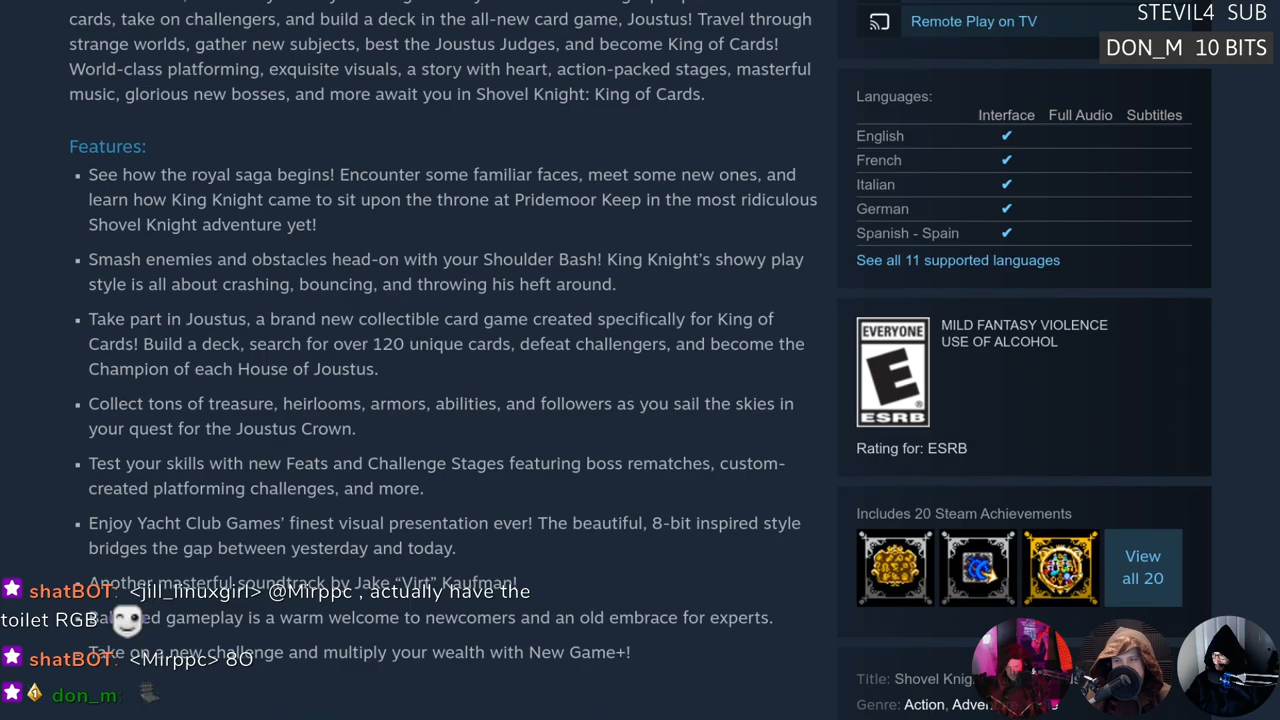 cards, take on challengers, and build a deck in the all-new card game, Joustus! Travel through
strange worlds, gather new subjects, best the Joustus Judges, and become King of Cards!
World-class platforming, exquisite visuals, a story with heart, action-packed stages, masterful
music, glorious new bosses, and more await you in Shovel Knight: King of Cards.
Features:
▪ See how the royal saga begins! Encounter some familiar faces, meet some new ones, and
learn how King Knight came to sit upon the throne at Pridemoor Keep in the most ridiculous
Shovel Knight adventure yet!
▪ Smash enemies and obstacles head-on with your Shoulder Bash! King Knight's showy play
style is all about crashing, bouncing, and throwing his heft around.
▪ Take part in Joustus, a brand new collectible card game created specifically for King of
Cards! Build a deck, search for over 120 unique cards, defeat challengers, and become the
Champion of each House of Joustus.
▪ Collect tons of treasure, heirlooms, armors, abilities, and followers as you sail the skies in
your quest for the Joustus Crown.
▪ Test your skills with new Feats and Challenge Stages featuring boss rematches, custom-
created platforming challenges, and more.
▪ Enjoy Yacht Club Games' finest visual presentation ever! The beautiful, 8-bit inspired style
bridges the gap between yesterday and today.
Another masterful soundtrack by Jake "Virt" Kaufman!
gameplay is a warm welcome to newcomers and an old embrace for experts.
Take on a new challenge and multiply your wealth with New Game+!
shatBOT: <jill_linuxgirl> @Mirppc , actually have the
toilet RGB
shatBOT: <Mirppc> 8O
don_m:
STEVIL4 SUB
DON_M 10 BITS
Remote Play on TV
Languages:
Interface Full Audio Subtitles
English ✔
French ✔
Italian ✔
German ✔
Spanish - Spain ✔
See all 11 supported languages
EVERYONE
E
ESRB
MILD FANTASY VIOLENCE
USE OF ALCOHOL
Rating for: ESRB
Includes 20 Steam Achievements
View
all 20
Title: Shovel
Genre: Action,